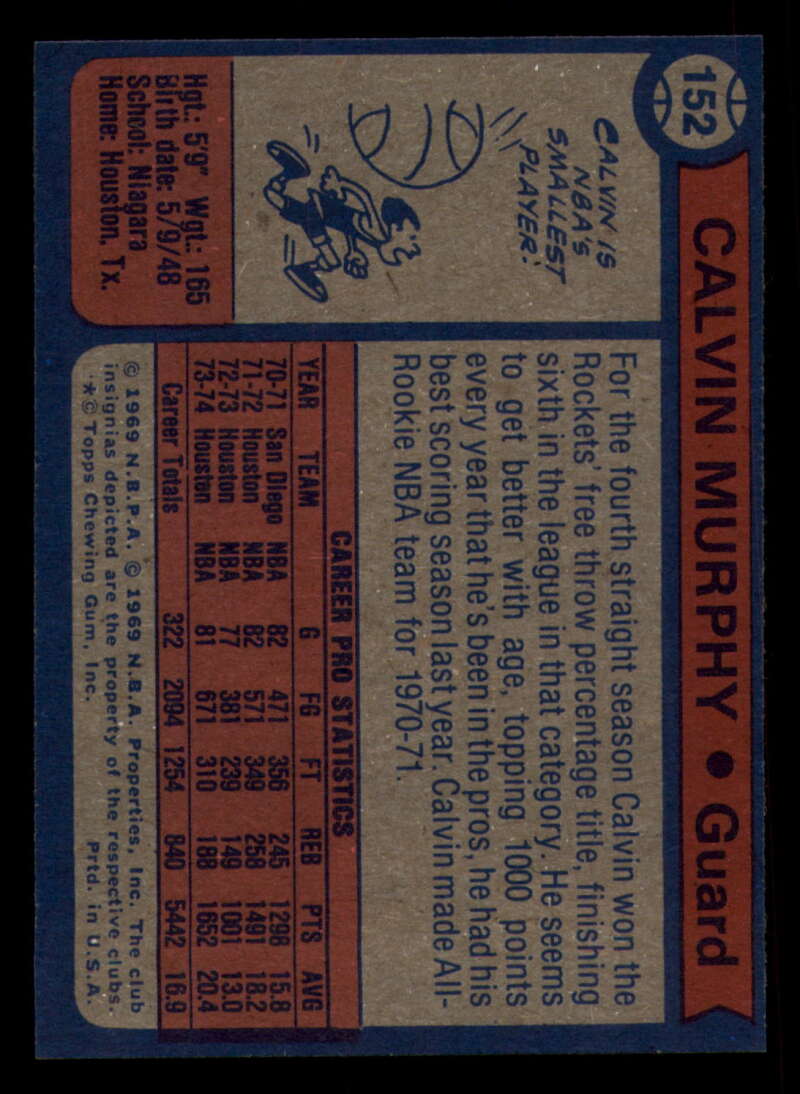 152
CALVIN MURPHY • Guard
CALVIN IS
NBA'S
SMALLEST
PLAYER!
Hgt.: 5'9" Wgt.: 165
Birth date: 5/9/48
School: Niagara
Home: Houston, Tx.
For the fourth straight season Calvin won the
Rockets' free throw percentage title, finishing
sixth in the league in that category. He seems
to get better with age, topping 1000 points
every year that he's been in the pros, he had his
best scoring season last year. Calvin made All-
Rookie NBA team for 1970-71.
CAREER PRO STATISTICS
YEAR TEAM G FG FT REB PTS AVG
70-71 San Diego NBA 82 471 356 245 1298 15.8
71-72 Houston NBA 82 571 349 258 1491 18.2
72-73 Houston NBA 77 381 239 149 1001 13.0
73-74 Houston NBA 81 671 310 188 1652 20.4
Career Totals 322 2094 1254 840 5442 16.9
© 1969 N.B.P.A. © 1969 N.B.A. Properties, Inc. The club
insignias depicted are the property of the respective clubs.
*© Topps Chewing Gum, Inc. Prtd. in U.S.A.